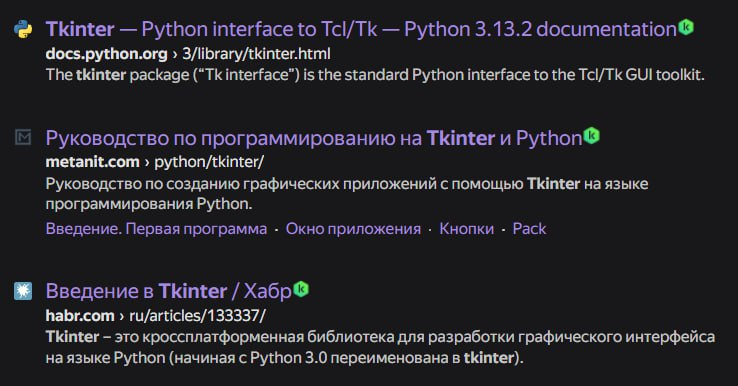 Tkinter — Python interface to Tcl/Tk — Python 3.13.2 documentation
docs.python.org › 3/library/tkinter.html
The tkinter package (“Tk interface”) is the standard Python interface to the Tcl/Tk GUI toolkit.
Руководство по программированию на Tkinter и Python
metanit.com › python/tkinter/
Руководство по созданию графических приложений с помощью Tkinter на языке
программирования Python.
Введение. Первая программа · Окно приложения · Кнопки · Pack
Введение в Tkinter / Хабр
habr.com › ru/articles/133337/
Tkinter – это кроссплатформенная библиотека для разработки графического интерфейса
на языке Python (начиная с Python 3.0 переименована в tkinter).